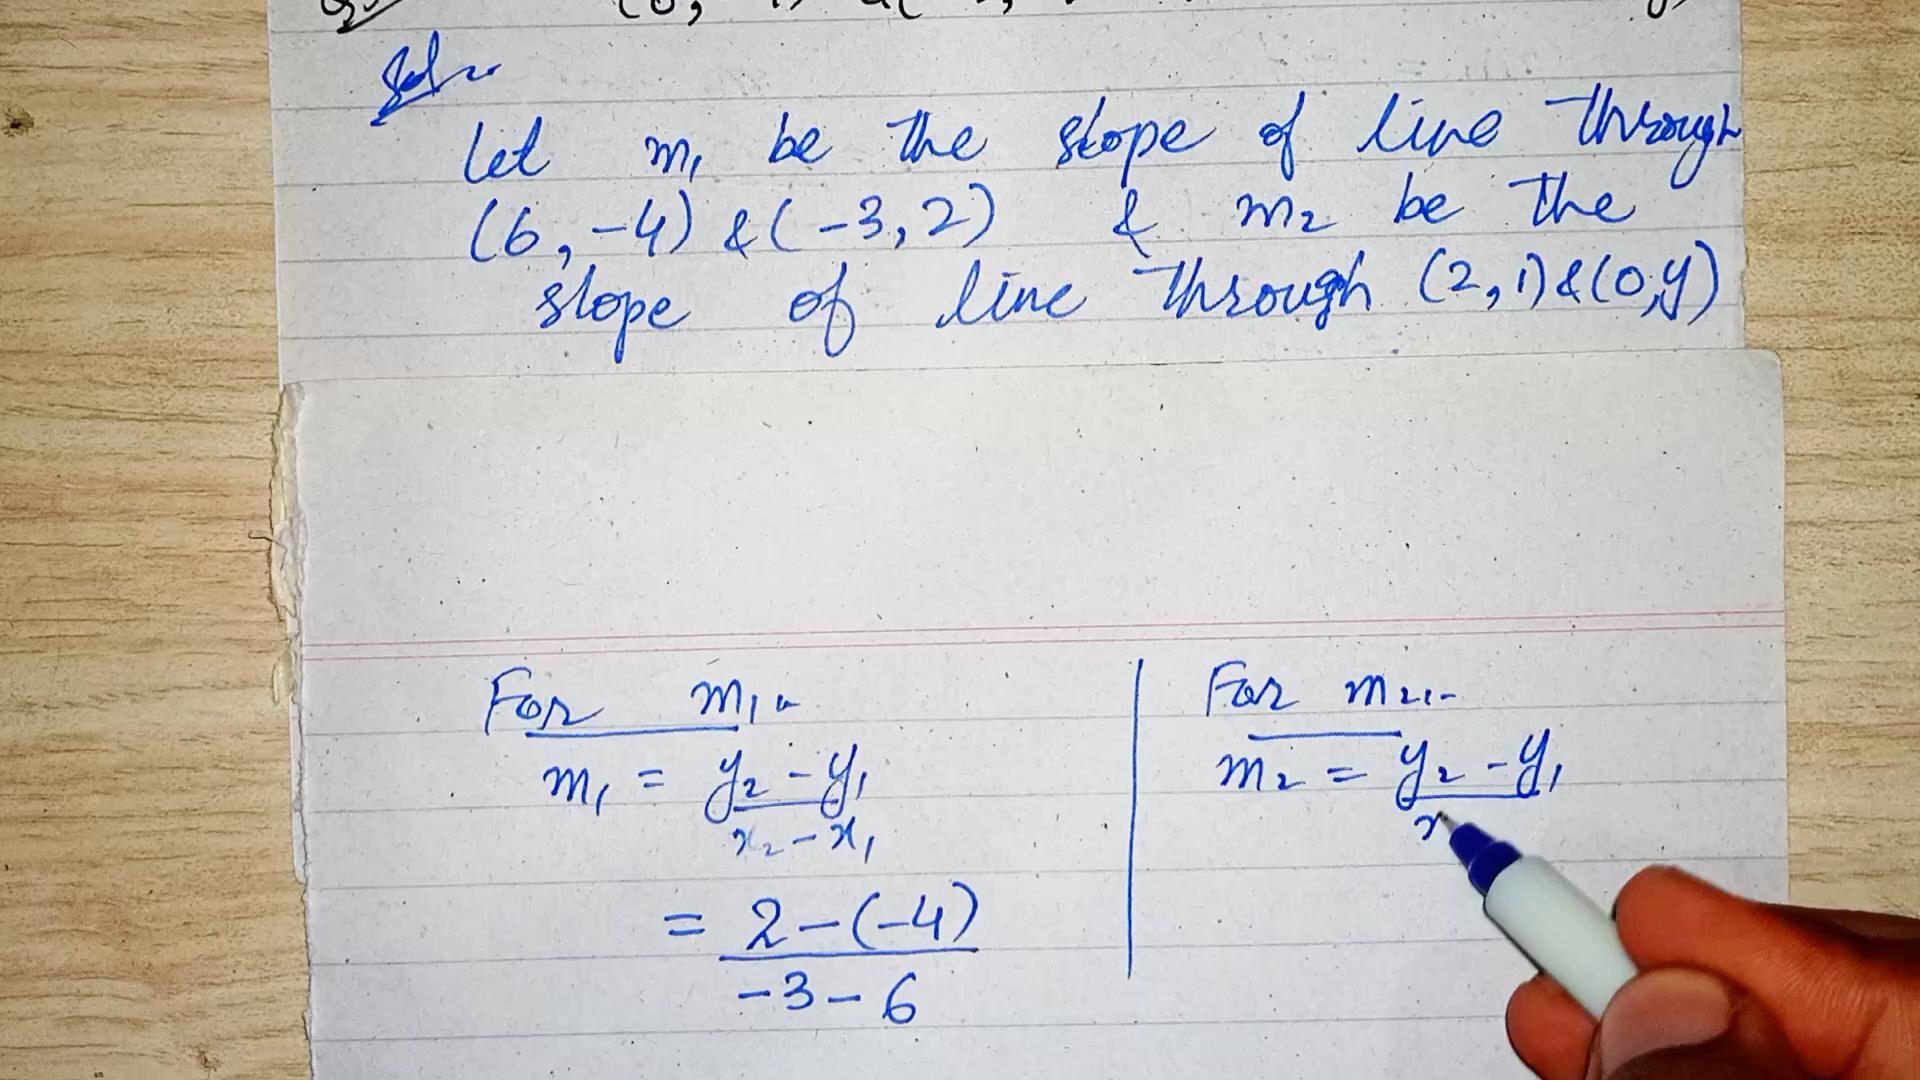 Sol
Let m₁ be the slope of line through
(6, -4) & (-3, 2) & m₂ be the
slope of line through (2, 1) & (0, y)
For m₁:-
m₁ = y₂ - y₁
x₂ - x₁
= 2 - (-4)
-3 - 6
For m₂:-
m₂ = y₂ - y₁
x